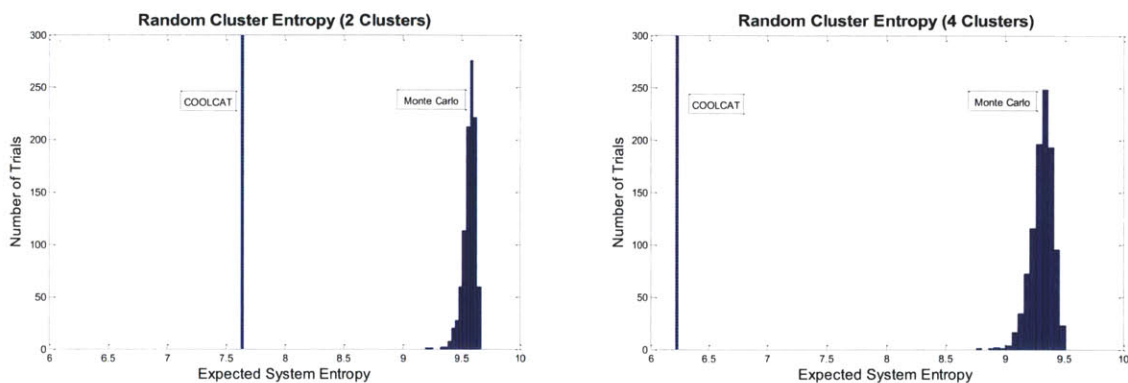 Random Cluster Entropy (2 Clusters)
300
250
200
150
100
50
0
Number of Trials
COOLCAT
Monte Carlo
6 6.5 7 7.5 8 8.5 9 9.5 10
Expected System Entropy
Random Cluster Entropy (4 Clusters)
300
250
200
150
100
50
0
Number of Trials
COOLCAT
Monte Carlo
6 6.5 7 7.5 8 8.5 9 9.5 10
Expected System Entropy